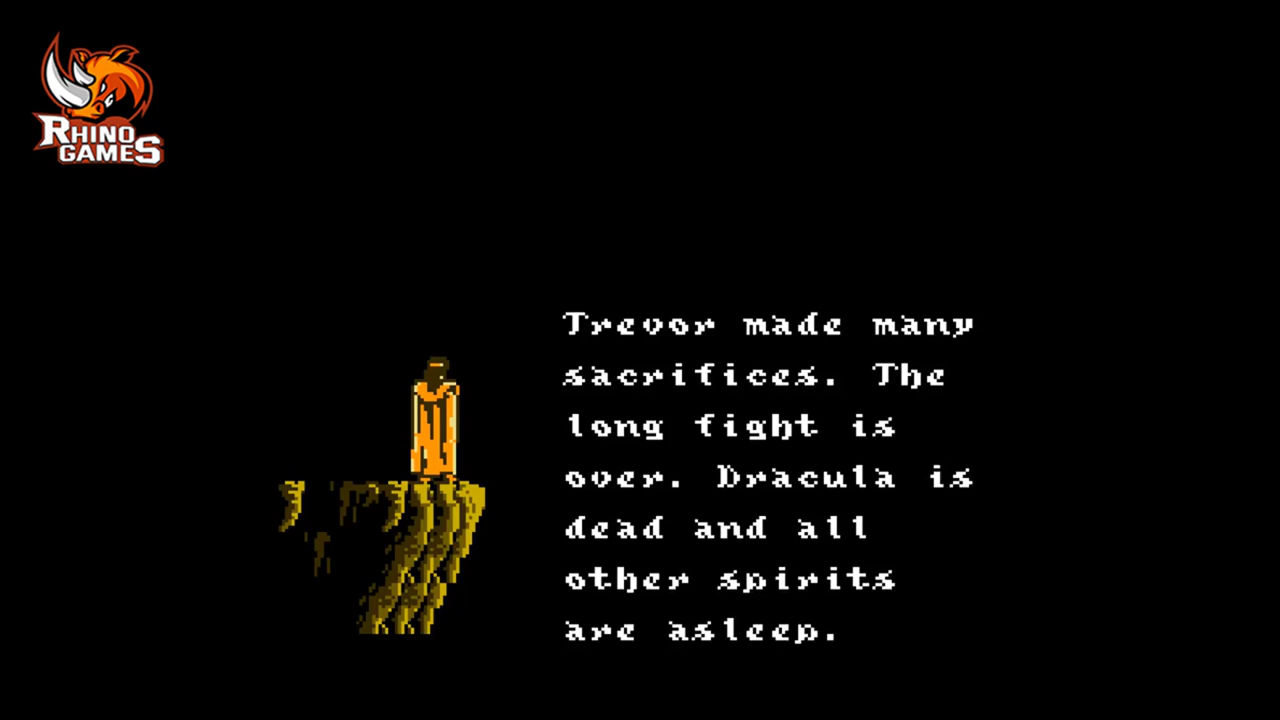 RHINO
GAMES
Trevor made many
sacrifices. The
long fight is
over. Dracula is
dead and all
other spirits
are asleep.